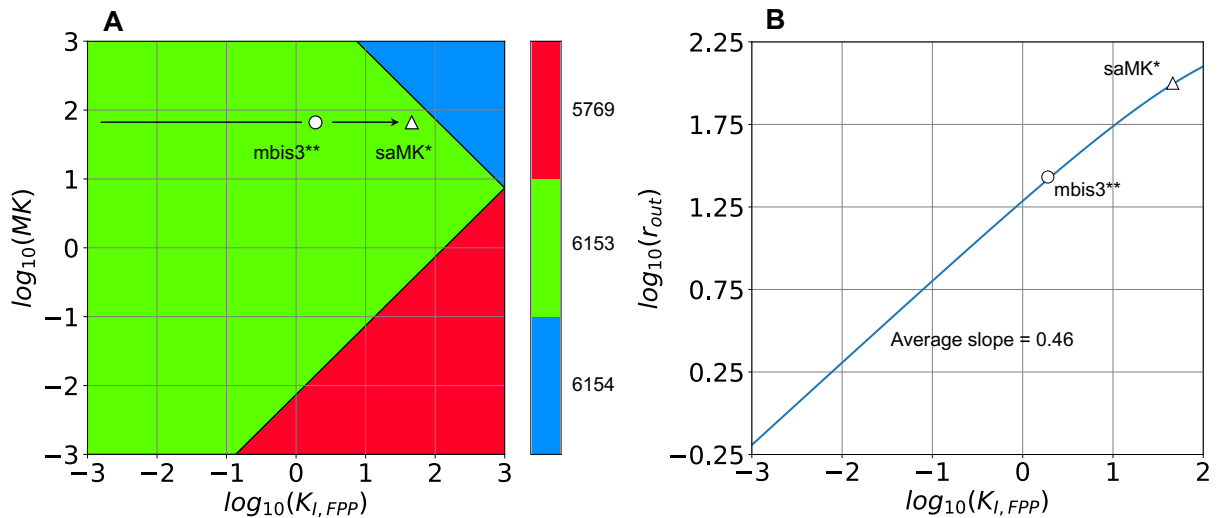 A
3
2
1
0
−1
−2
−3
log10(MK)
mbis3**
saMK*
−3
−2
−1
0
1
2
3
log10(KI,FPP)
5769
6153
6154
B
2.25
1.75
1.25
0.75
0.25
−0.25
log10(rout)
saMK*
mbis3**
Average slope = 0.46
−3
−2
−1
0
1
2
log10(KI,FPP)